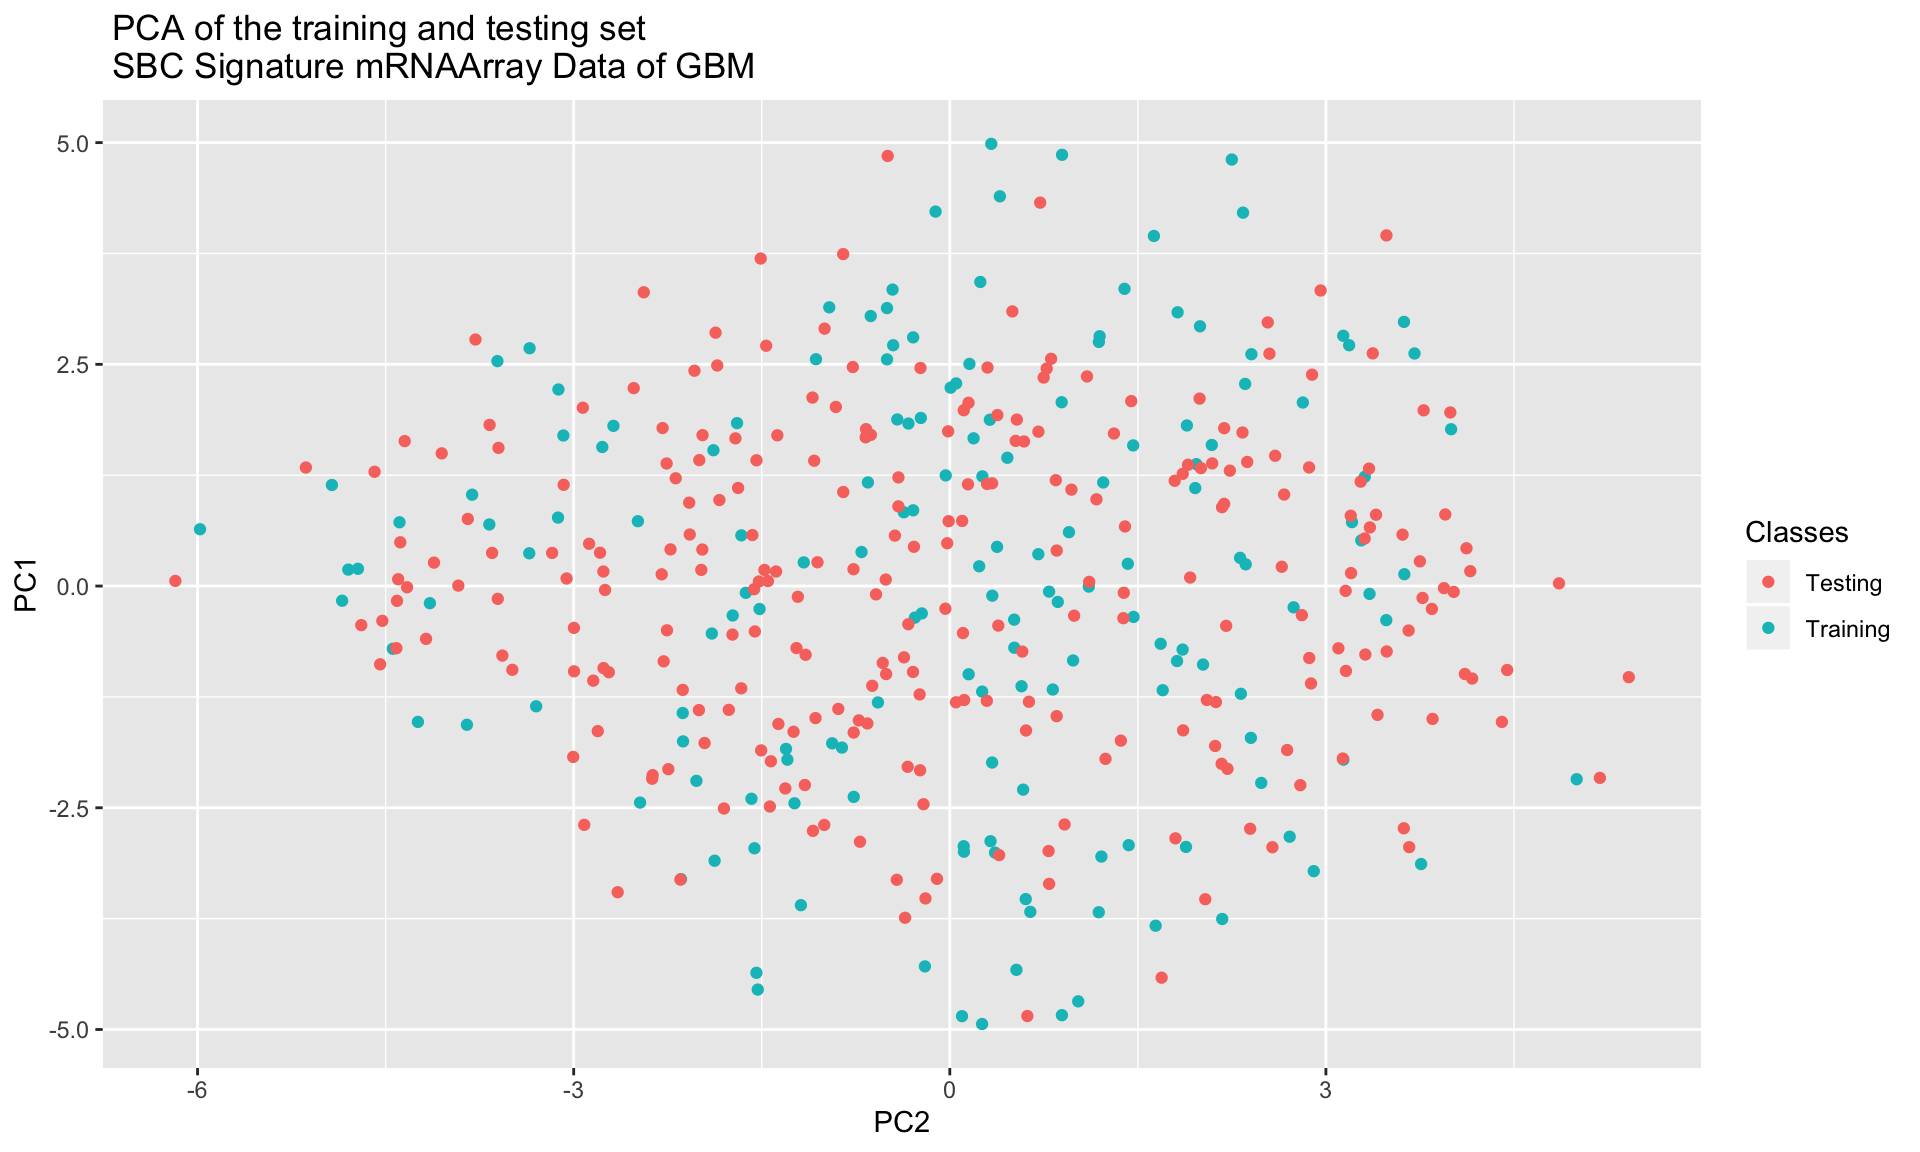 PCA of the training and testing set
SBC Signature mRNAArray Data of GBM
5.0
2.5
0.0
-2.5
-5.0
PC1
-6
-3
0
3
PC2
Classes
Testing
Training